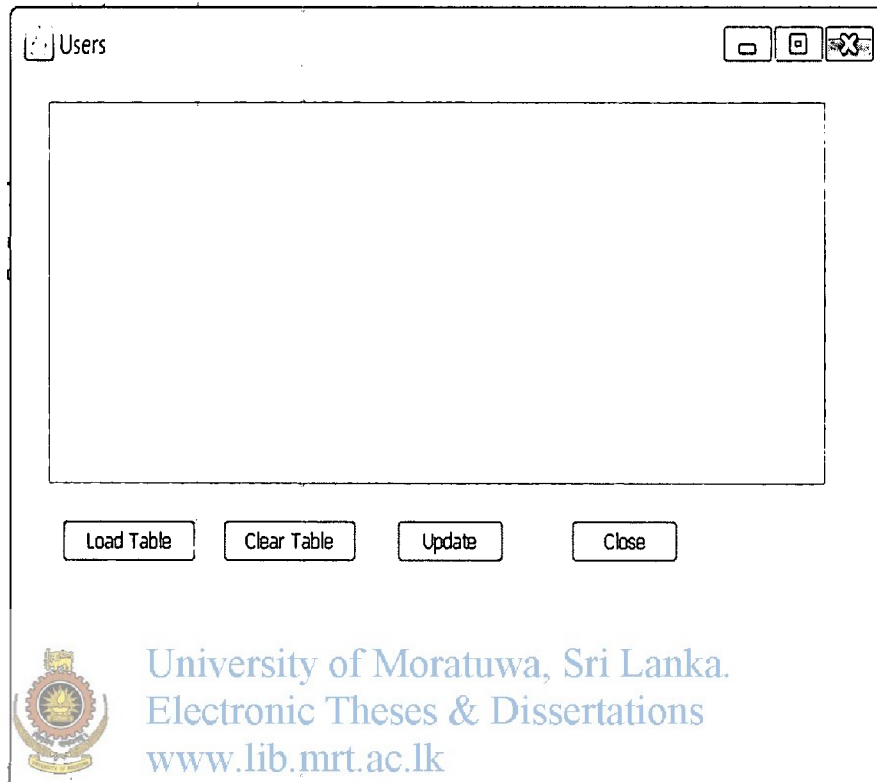 Users
Load Table Clear Table Update Close
University of Moratuwa, Sri Lanka.
Electronic Theses & Dissertations
www.lib.mrt.ac.lk